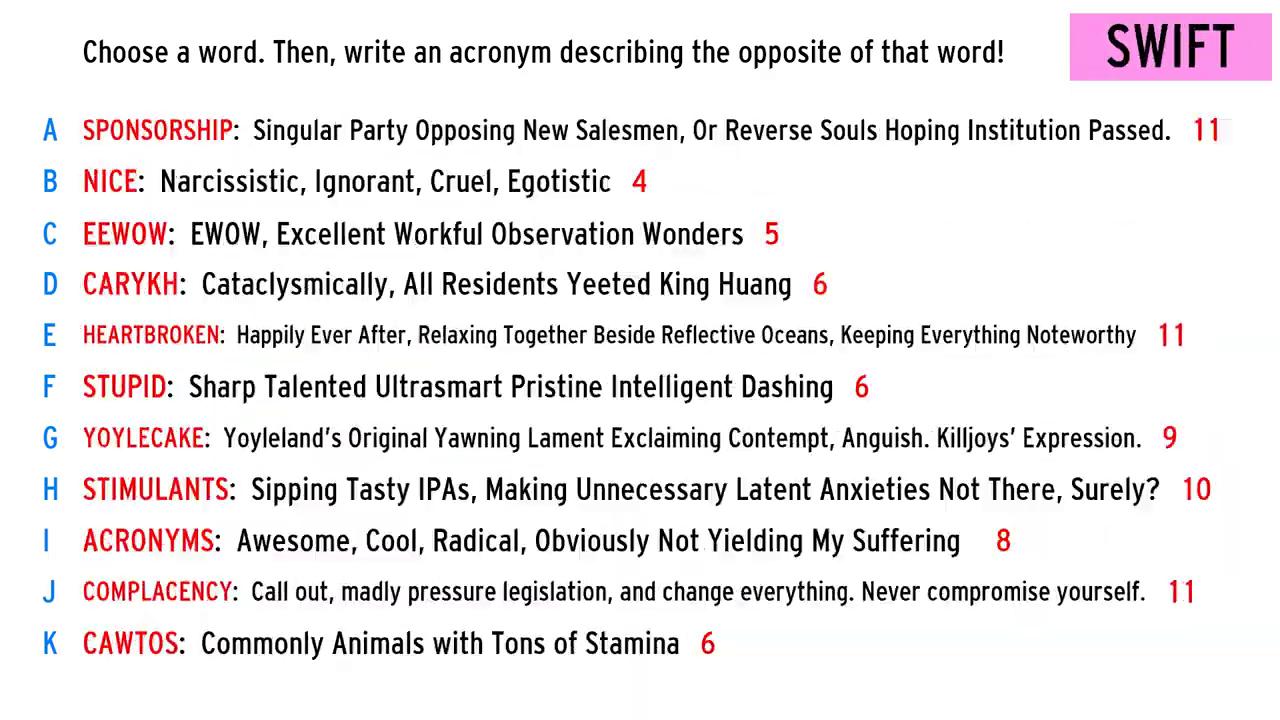 Choose a word. Then, write an acronym describing the opposite of that word!
SWIFT
A SPONSORSHIP: Singular Party Opposing New Salesmen, Or Reverse Souls Hoping Institution Passed. 11
B NICE: Narcissistic, Ignorant, Cruel, Egotistic 4
C EEWOW: EWOW, Excellent Workful Observation Wonders 5
D CARYKH: Cataclysmically, All Residents Yeeted King Huang 6
E HEARTBROKEN: Happily Ever After, Relaxing Together Beside Reflective Oceans, Keeping Everything Noteworthy 11
F STUPID: Sharp Talented Ultrasmart Pristine Intelligent Dashing 6
G YOYLECAKE: Yoyleland's Original Yawning Lament Exclaiming Contempt, Anguish. Killjoys' Expression. 9
H STIMULANTS: Sipping Tasty IPAs, Making Unnecessary Latent Anxieties Not There, Surely? 10
I ACRONYMS: Awesome, Cool, Radical, Obviously Not Yielding My Suffering 8
J COMPLACENCY: Call out, madly pressure legislation, and change everything. Never compromise yourself. 11
K CAWTOS: Commonly Animals with Tons of Stamina 6